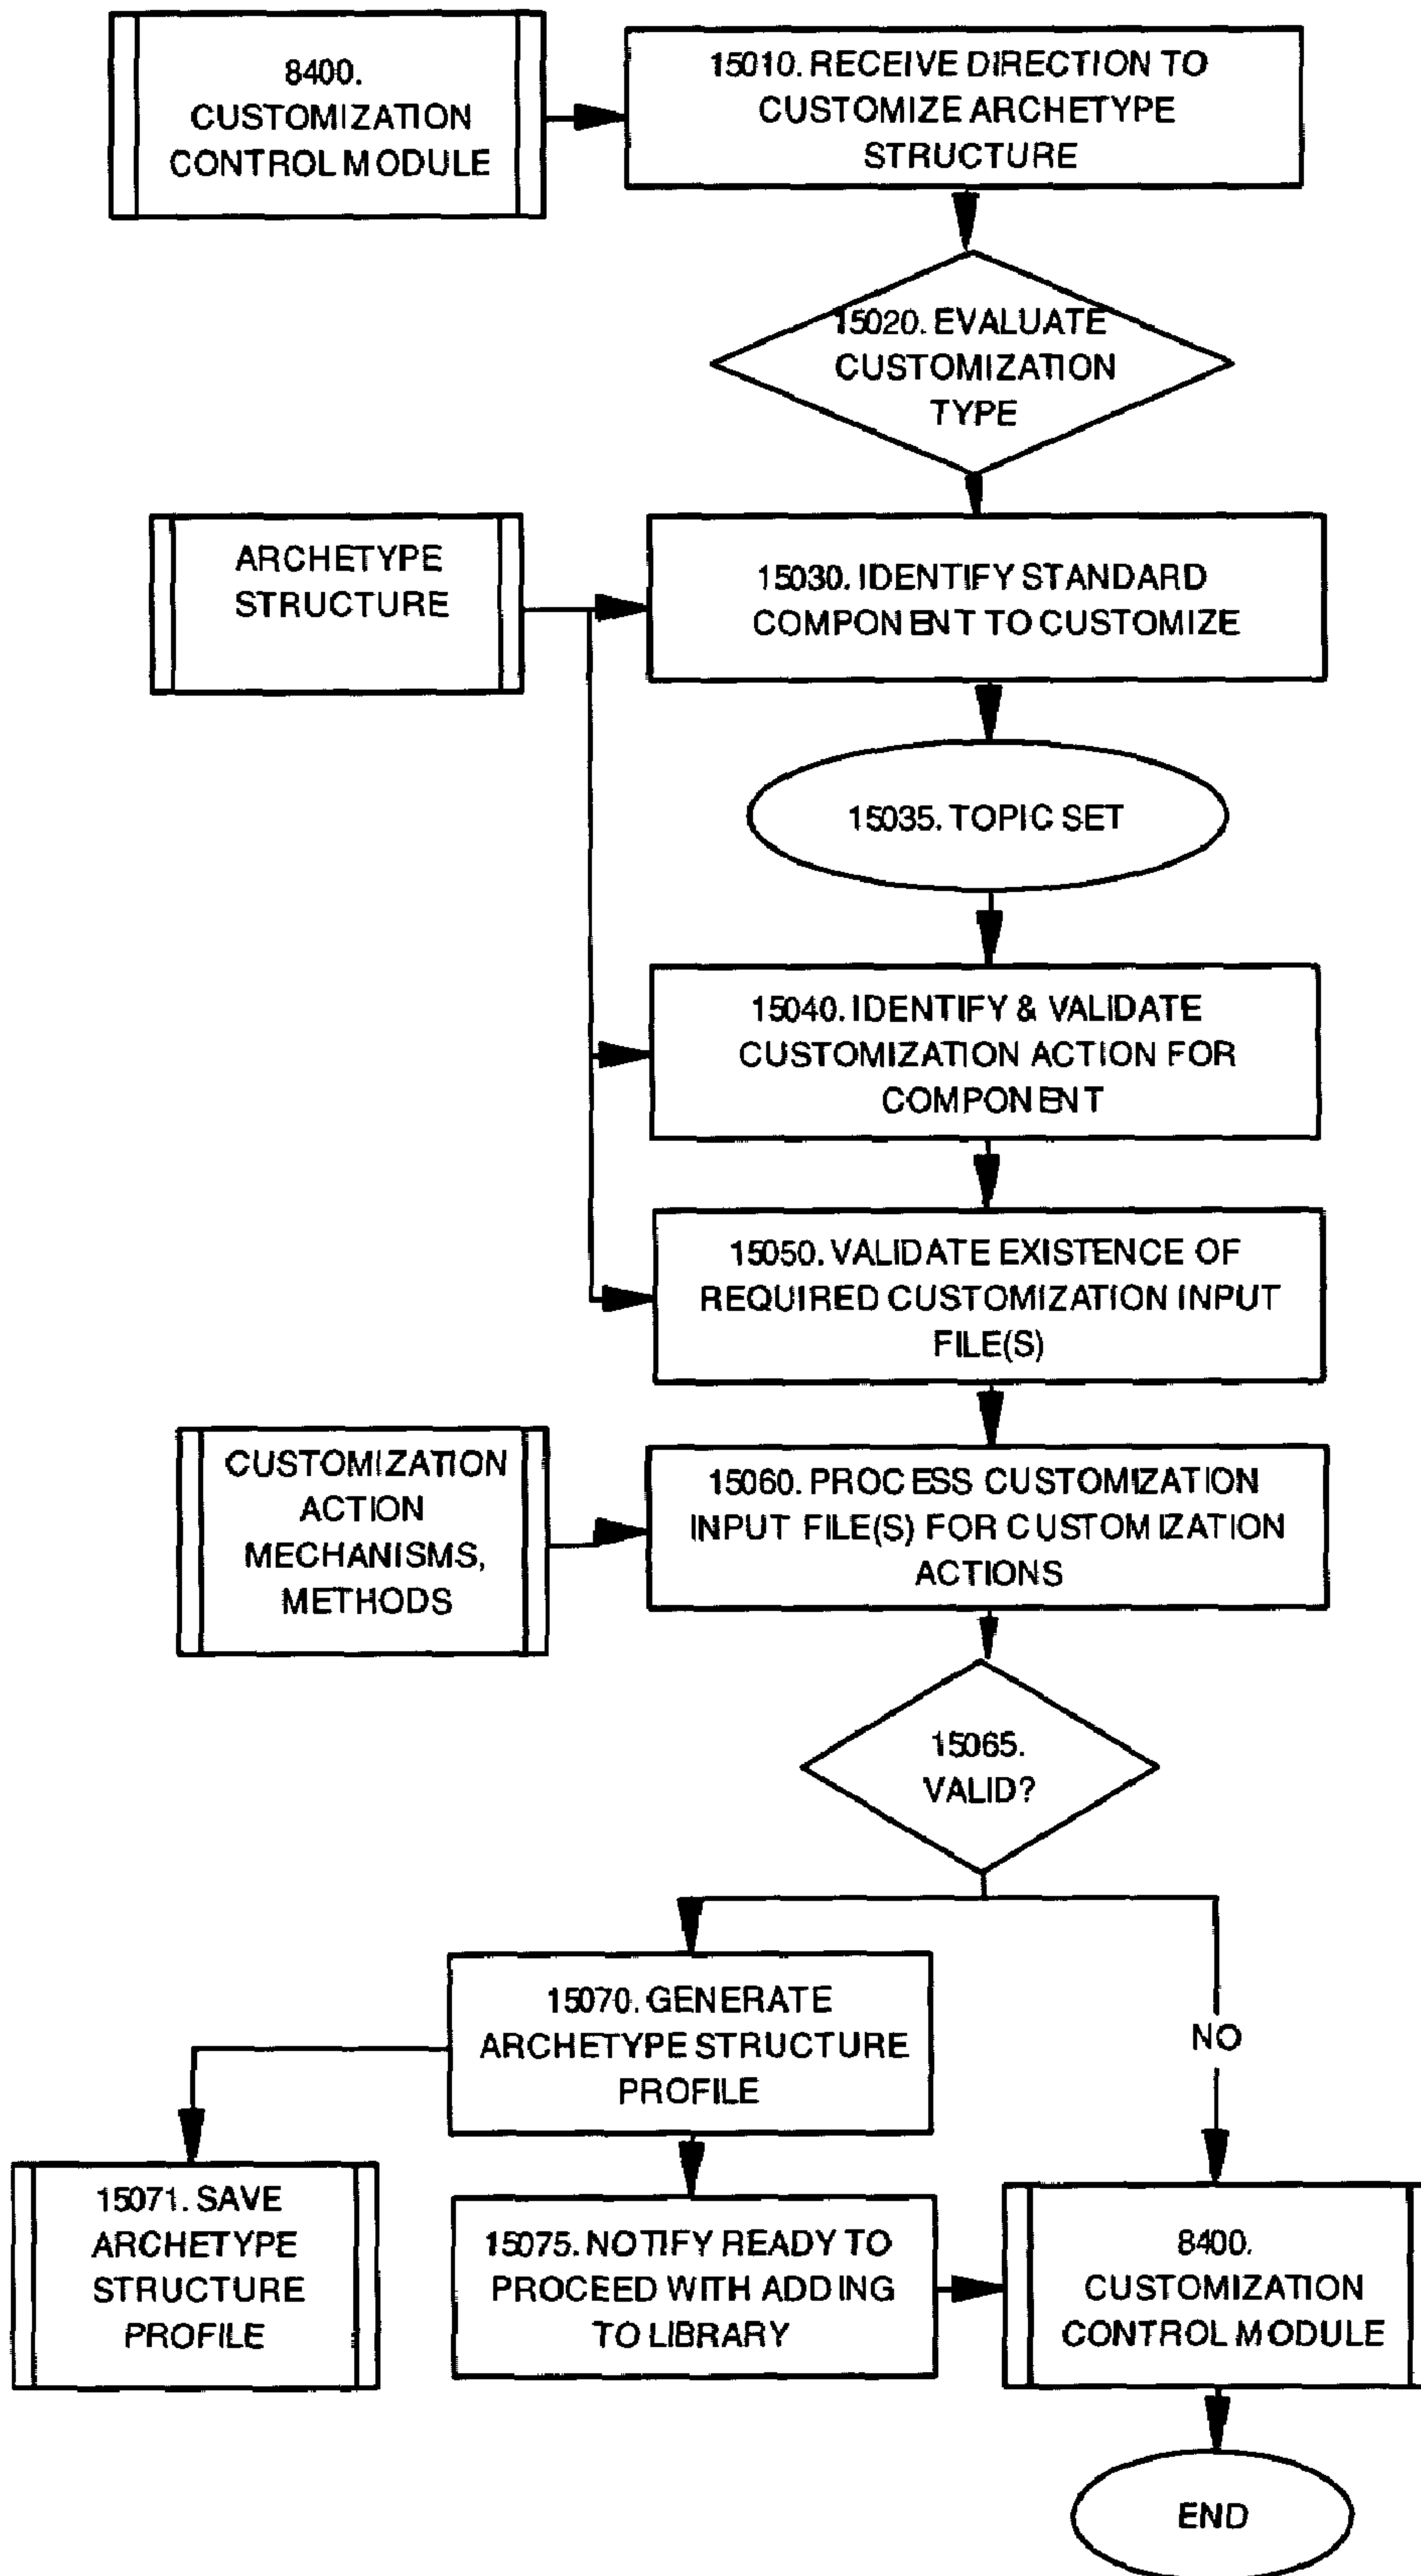 8400.
CUSTOMIZATION
CONTROL MODULE
15010. RECEIVE DIRECTION TO
CUSTOMIZE ARCHETYPE
STRUCTURE
15020. EVALUATE
CUSTOMIZATION
TYPE
ARCHETYPE
STRUCTURE
15030. IDENTIFY STANDARD
COMPONENT TO CUSTOMIZE
15035. TOPIC SET
15040. IDENTIFY & VALIDATE
CUSTOMIZATION ACTION FOR
COMPONENT
15050. VALIDATE EXISTENCE OF
REQUIRED CUSTOMIZATION INPUT
FILE(S)
CUSTOMIZATION
ACTION
MECHANISMS,
METHODS
15060. PROCESS CUSTOMIZATION
INPUT FILE(S) FOR CUSTOMIZATION
ACTIONS
15065.
VALID?
15070. GENERATE
ARCHETYPE STRUCTURE
PROFILE
NO
15071. SAVE
ARCHETYPE
STRUCTURE
PROFILE
15075. NOTIFY READY TO
PROCEED WITH ADDING
TO LIBRARY
8400.
CUSTOMIZATION
CONTROL MODULE
END